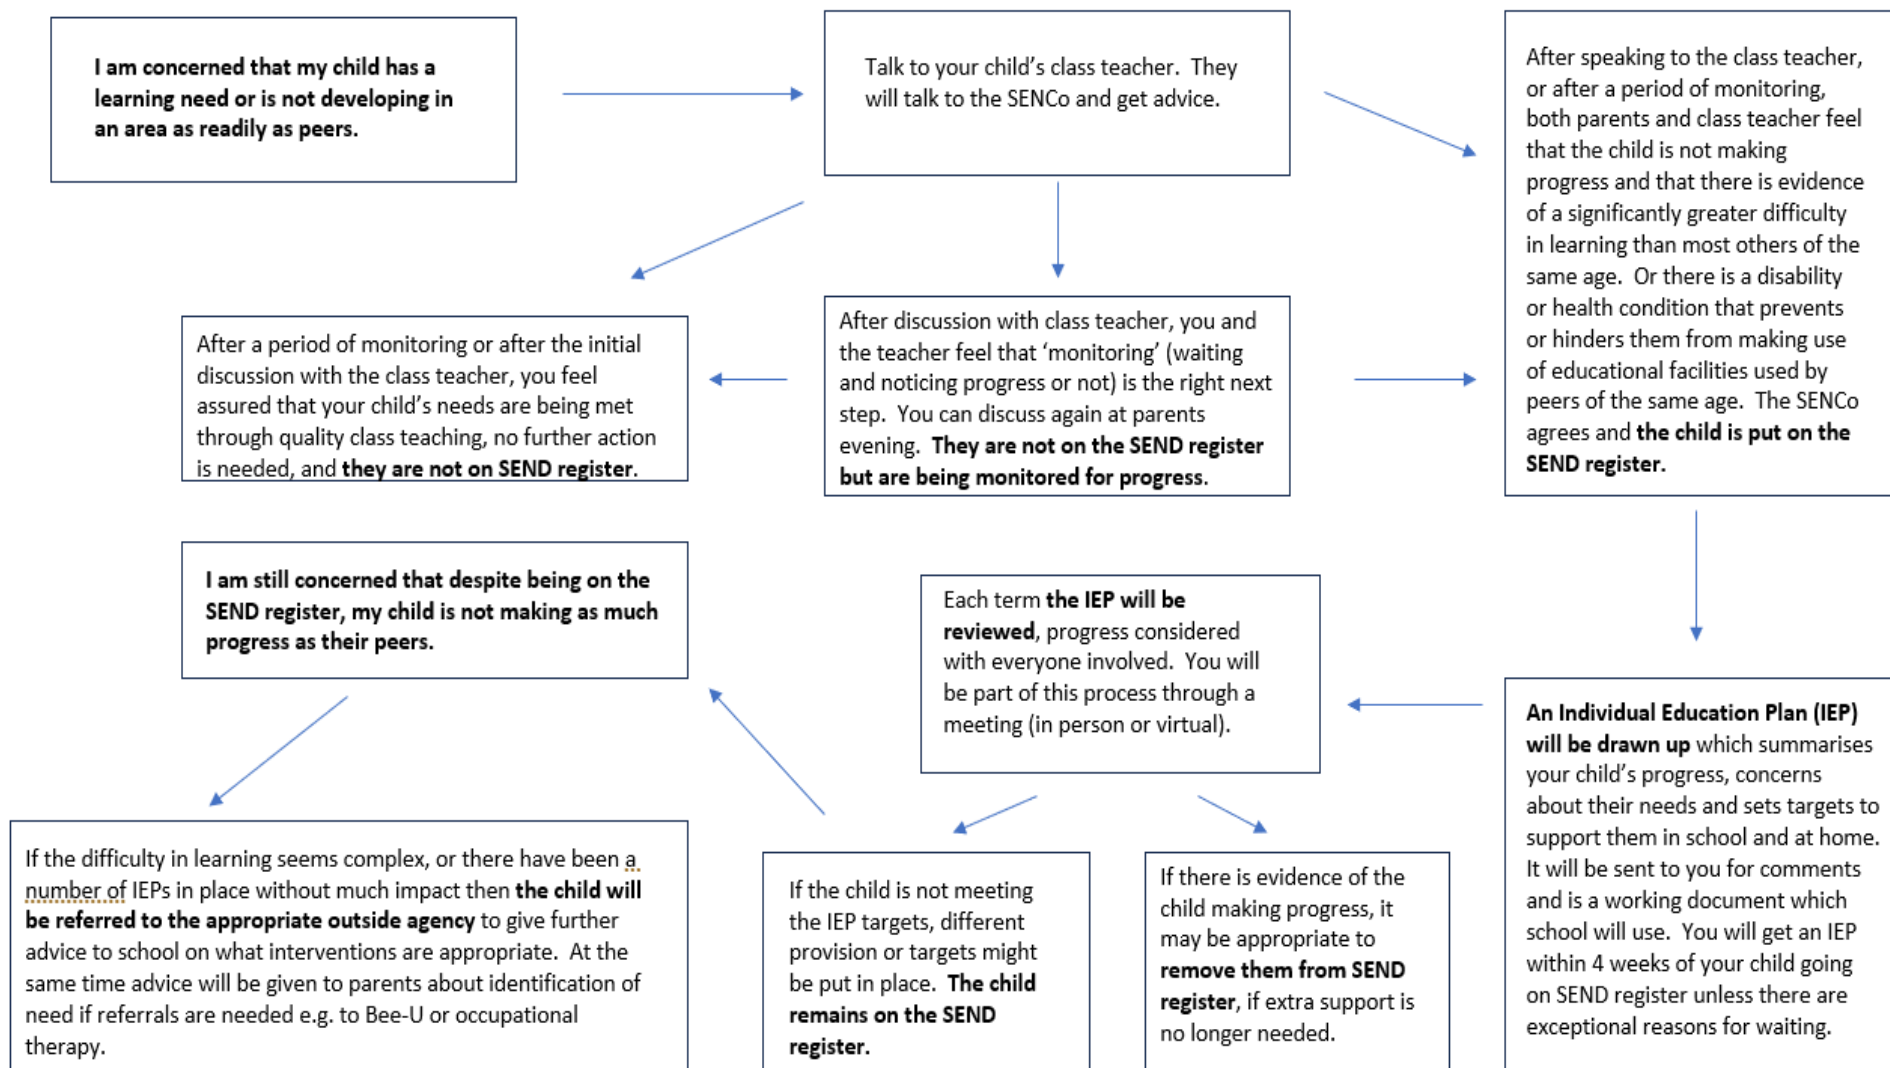 I am concerned that my child has a
learning need or is not developing in
an area as readily as peers.
Talk to your child’s class teacher.  They
will talk to the SENCo and get advice.
After speaking to the class teacher,
or after a period of monitoring,
both parents and class teacher feel
that the child is not making
progress and that there is evidence
of a significantly greater difficulty
in learning than most others of the
same age.  Or there is a disability
or health condition that prevents
or hinders them from making use
of educational facilities used by
peers of the same age.  The SENCo
agrees and the child is put on the
SEND register.
After a period of monitoring or after the initial
discussion with the class teacher, you feel
assured that your child’s needs are being met
through quality class teaching, no further action
is needed, and they are not on SEND register.
After discussion with class teacher, you and
the teacher feel that ‘monitoring’ (waiting
and noticing progress or not) is the right next
step.  You can discuss again at parents
evening.  They are not on the SEND register
but are being monitored for progress.
I am still concerned that despite being on the
SEND register, my child is not making as much
progress as their peers.
Each term the IEP will be
reviewed, progress considered
with everyone involved.  You will
be part of this process through a
meeting (in person or virtual).
An Individual Education Plan (IEP)
will be drawn up which summarises
your child’s progress, concerns
about their needs and sets targets to
support them in school and at home.
It will be sent to you for comments
and is a working document which
school will use.  You will get an IEP
within 4 weeks of your child going
on SEND register unless there are
exceptional reasons for waiting.
If the difficulty in learning seems complex, or there have been a
number of IEPs in place without much impact then the child will
be referred to the appropriate outside agency to give further
advice to school on what interventions are appropriate.  At the
same time advice will be given to parents about identification of
need if referrals are needed e.g. to Bee-U or occupational
therapy.
If the child is not meeting
the IEP targets, different
provision or targets might
be put in place.  The child
remains on the SEND
register.
If there is evidence of the
child making progress, it
may be appropriate to
remove them from SEND
register, if extra support is
no longer needed.